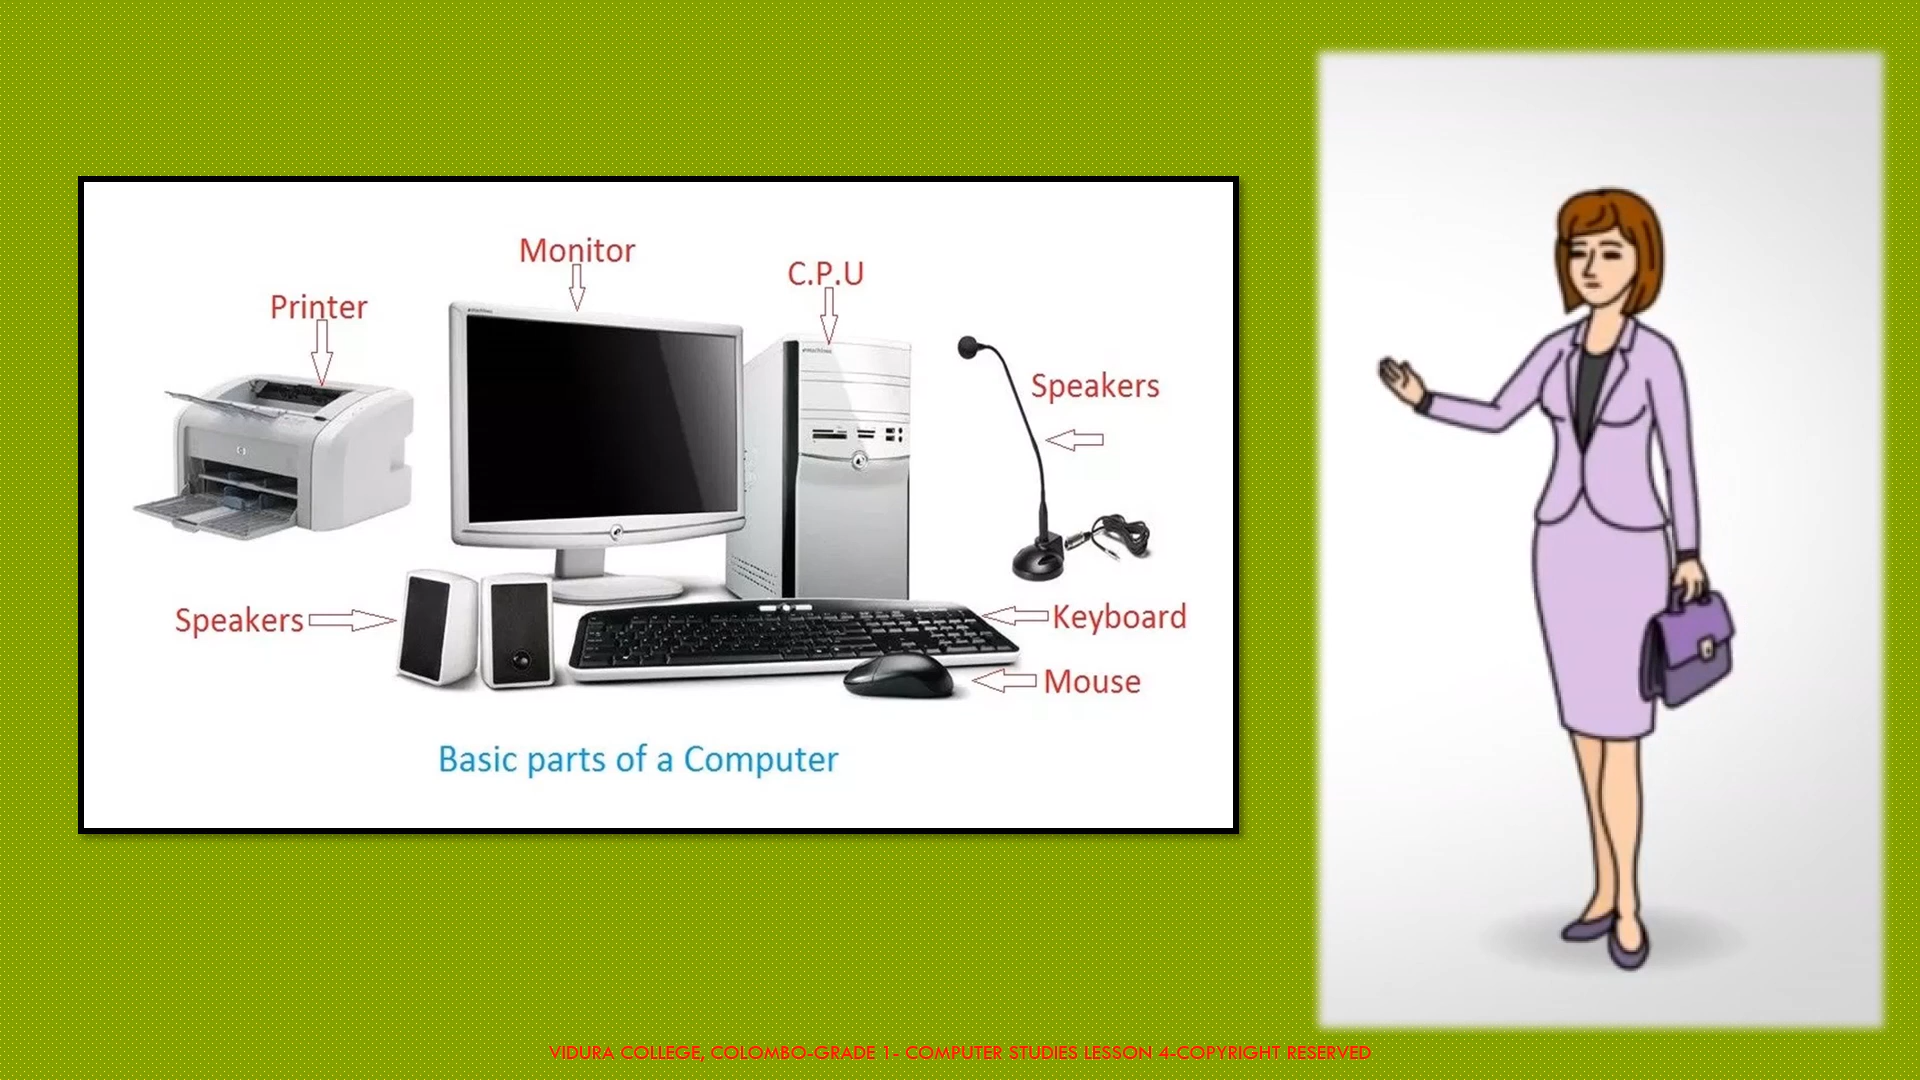 Monitor
C.P.U
Printer
Speakers
Speakers
Keyboard
Mouse
Basic parts of a Computer
VIDURA COLLEGE, COLOMBO-GRADE 1- COMPUTER STUDIES LESSON 4-COPYRIGHT RESERVED